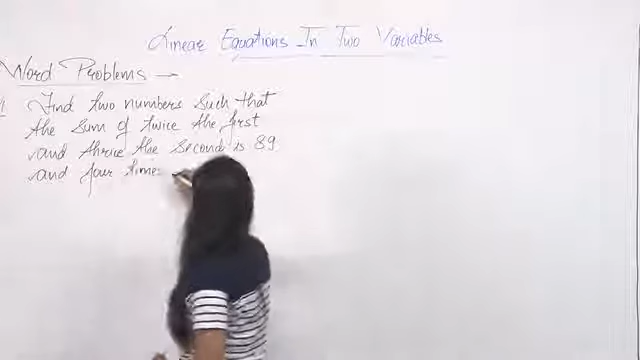 Linear Equations In Two Variables
Word Problems →
Find two numbers such that
the sum of twice the first
and thrice the second is 89
and four times